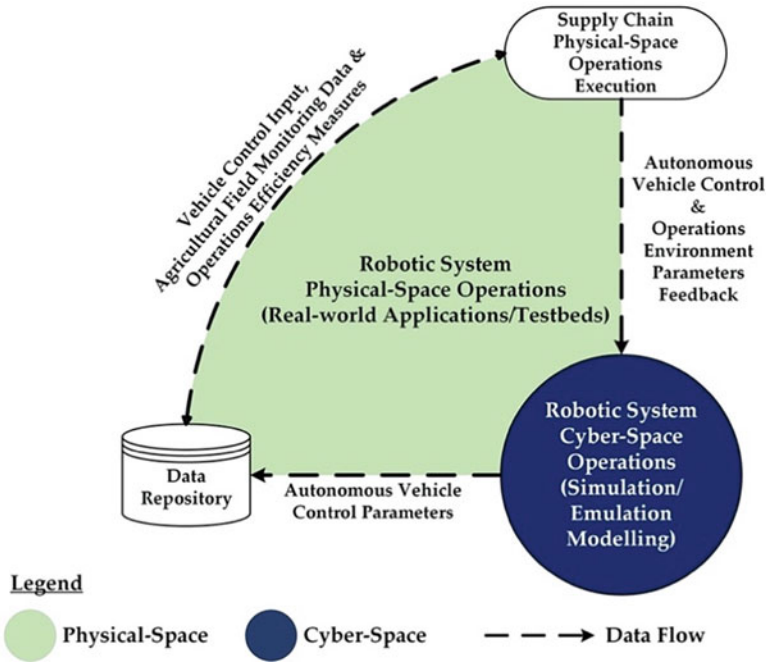 Supply Chain
Physical-Space
Operations
Execution
Vehicle Control Input,
Agricultural Field Monitoring Data &
Operations Efficiency Measures
Autonomous
Vehicle Control
&
Operations
Environment
Parameters
Feedback
Robotic System
Physical-Space Operations
(Real-world Applications/Testbeds)
Robotic System
Cyber-Space
Operations
(Simulation/
Emulation
Modelling)
Data
Repository
Autonomous Vehicle
Control Parameters
Legend
Physical-Space
Cyber-Space
Data Flow